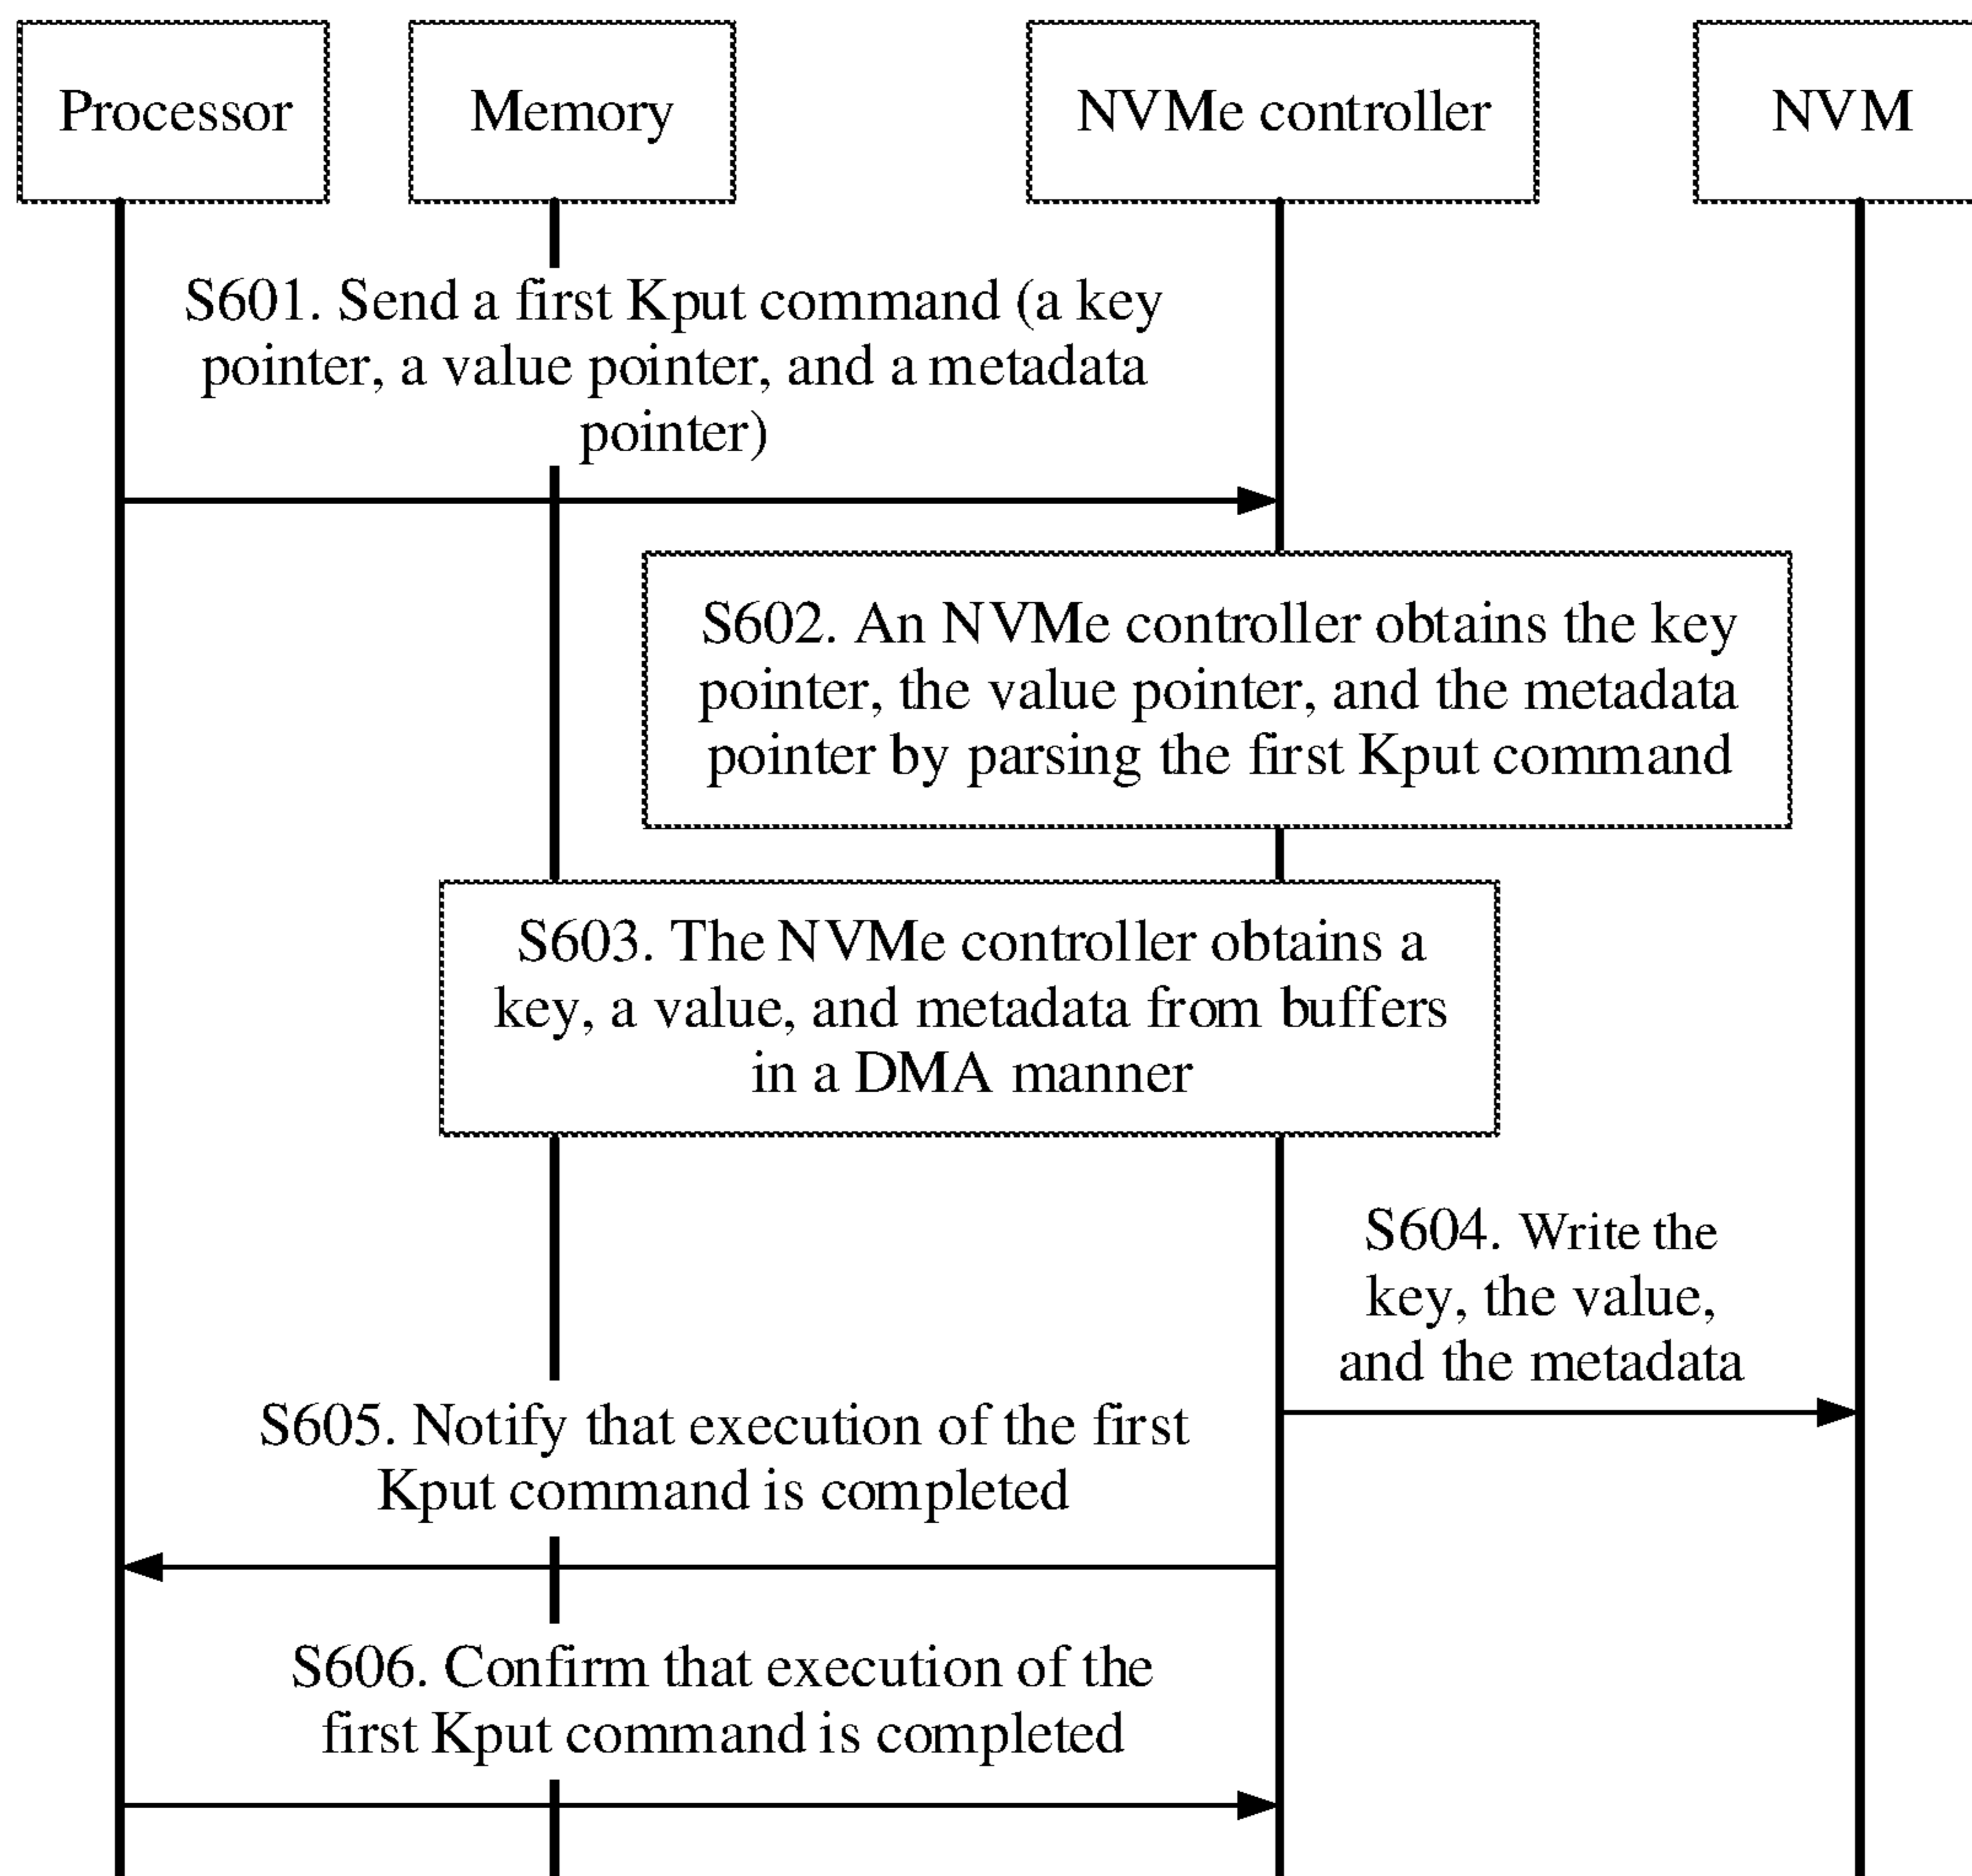 Processor
Memory
NVMe controller
NVM
S601. Send a first Kput command (a key
pointer, a value pointer, and a metadata
pointer)
S602. An NVMe controller obtains the key
pointer, the value pointer, and the metadata
pointer by parsing the first Kput command
S603. The NVMe controller obtains a
key, a value, and metadata from buffers
in a DMA manner
S604. Write the
key, the value,
and the metadata
S605. Notify that execution of the first
Kput command is completed
S606. Confirm that execution of the
first Kput command is completed